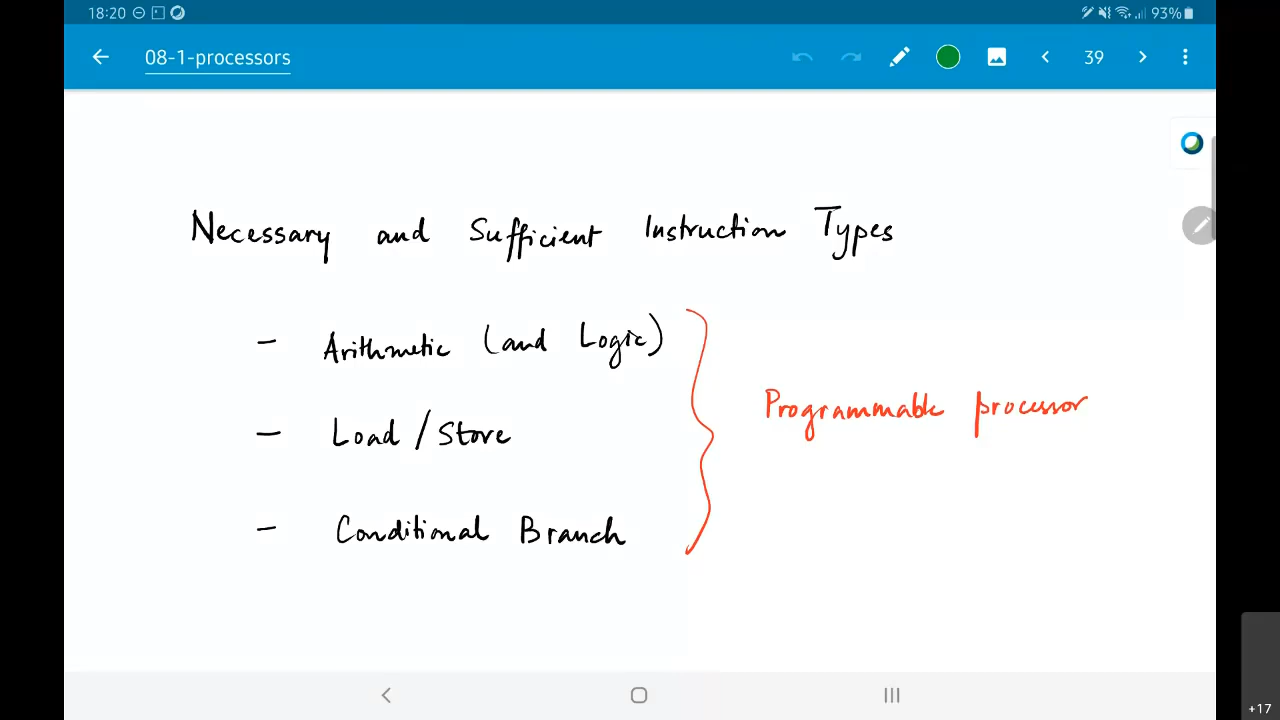 18:20
93%
08-1-processors
39
Necessary and Sufficient Instruction Types
- Arithmetic (and Logic)
Programmable processor
- Load / Store
- Conditional Branch
+17